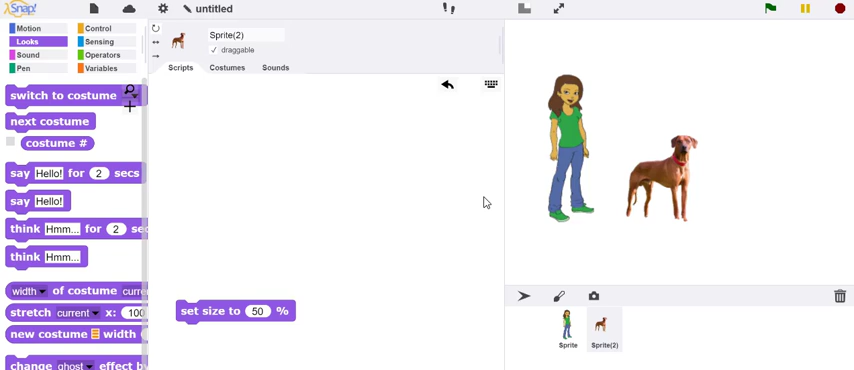 Snap!
untitled
Motion
Control
Looks
Sensing
Sound
Operators
Pen
Variables
Sprite(2)
draggable
Scripts
Costumes
Sounds
switch to costume
next costume
costume #
say Hello! for 2 secs
say Hello!
think Hmm... for 2 sec
think Hmm...
width of costume curre
stretch current x: 100
new costume width
change ghost effect b
set size to 50 %
Sprite
Sprite(2)